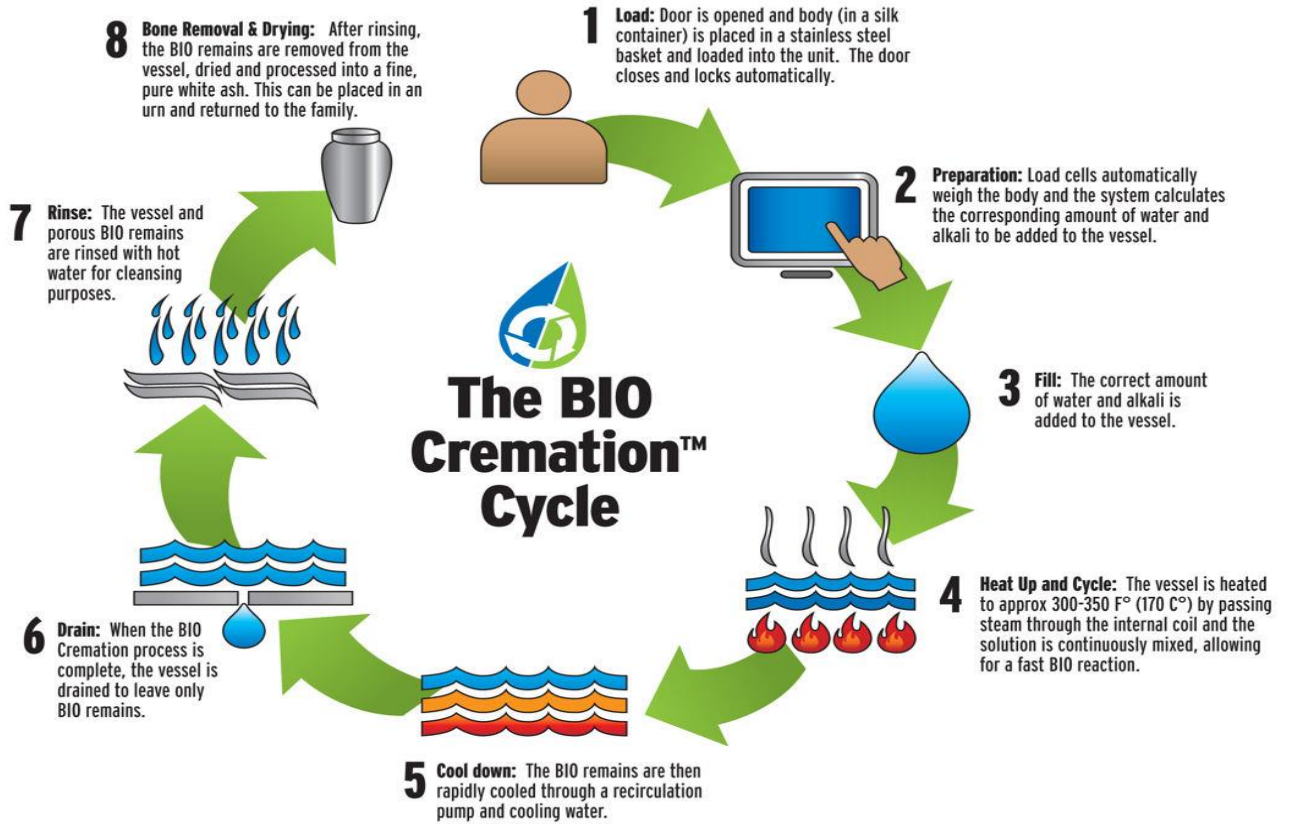 The BIO
Cremation™
Cycle
1
Load: Door is opened and body (in a silk
container) is placed in a stainless steel
basket and loaded into the unit. The door
closes and locks automatically.
2
Preparation: Load cells automatically
weigh the body and the system calculates
the corresponding amount of water and
alkali to be added to the vessel.
3
Fill: The correct amount
of water and alkali is
added to the vessel.
4
Heat Up and Cycle: The vessel is heated
to approx 300-350 F° (170 C°) by passing
steam through the internal coil and the
solution is continuously mixed, allowing
for a fast BIO reaction.
5
Cool down: The BIO remains are then
rapidly cooled through a recirculation
pump and cooling water.
6
Drain: When the BIO
Cremation process is
complete, the vessel is
drained to leave only
BIO remains.
7
Rinse: The vessel and
porous BIO remains
are rinsed with hot
water for cleansing
purposes.
8
Bone Removal & Drying: After rinsing,
the BIO remains are removed from the
vessel, dried and processed into a fine,
pure white ash. This can be placed in an
urn and returned to the family.